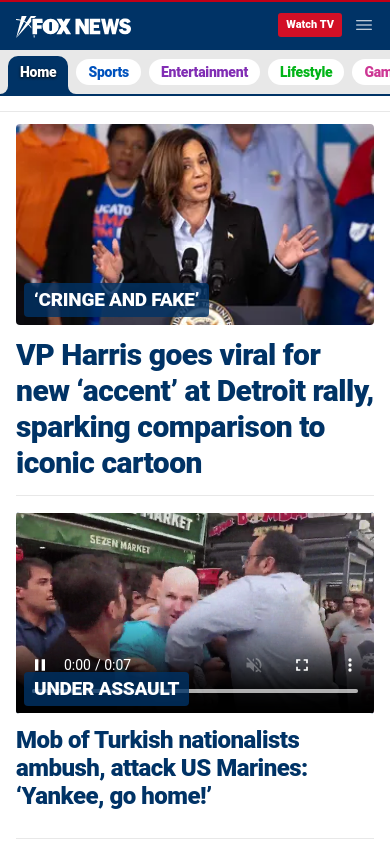 FOX NEWS
Watch TV
Home Sports Entertainment Lifestyle Gam
UCATO
‘CRINGE AND FAKE’
VP Harris goes viral for
new ‘accent’ at Detroit rally,
sparking comparison to
iconic cartoon
MARKET
SEZEN MARKET
0:00 / 0:07
UNDER ASSAULT
Mob of Turkish nationalists
ambush, attack US Marines:
‘Yankee, go home!’